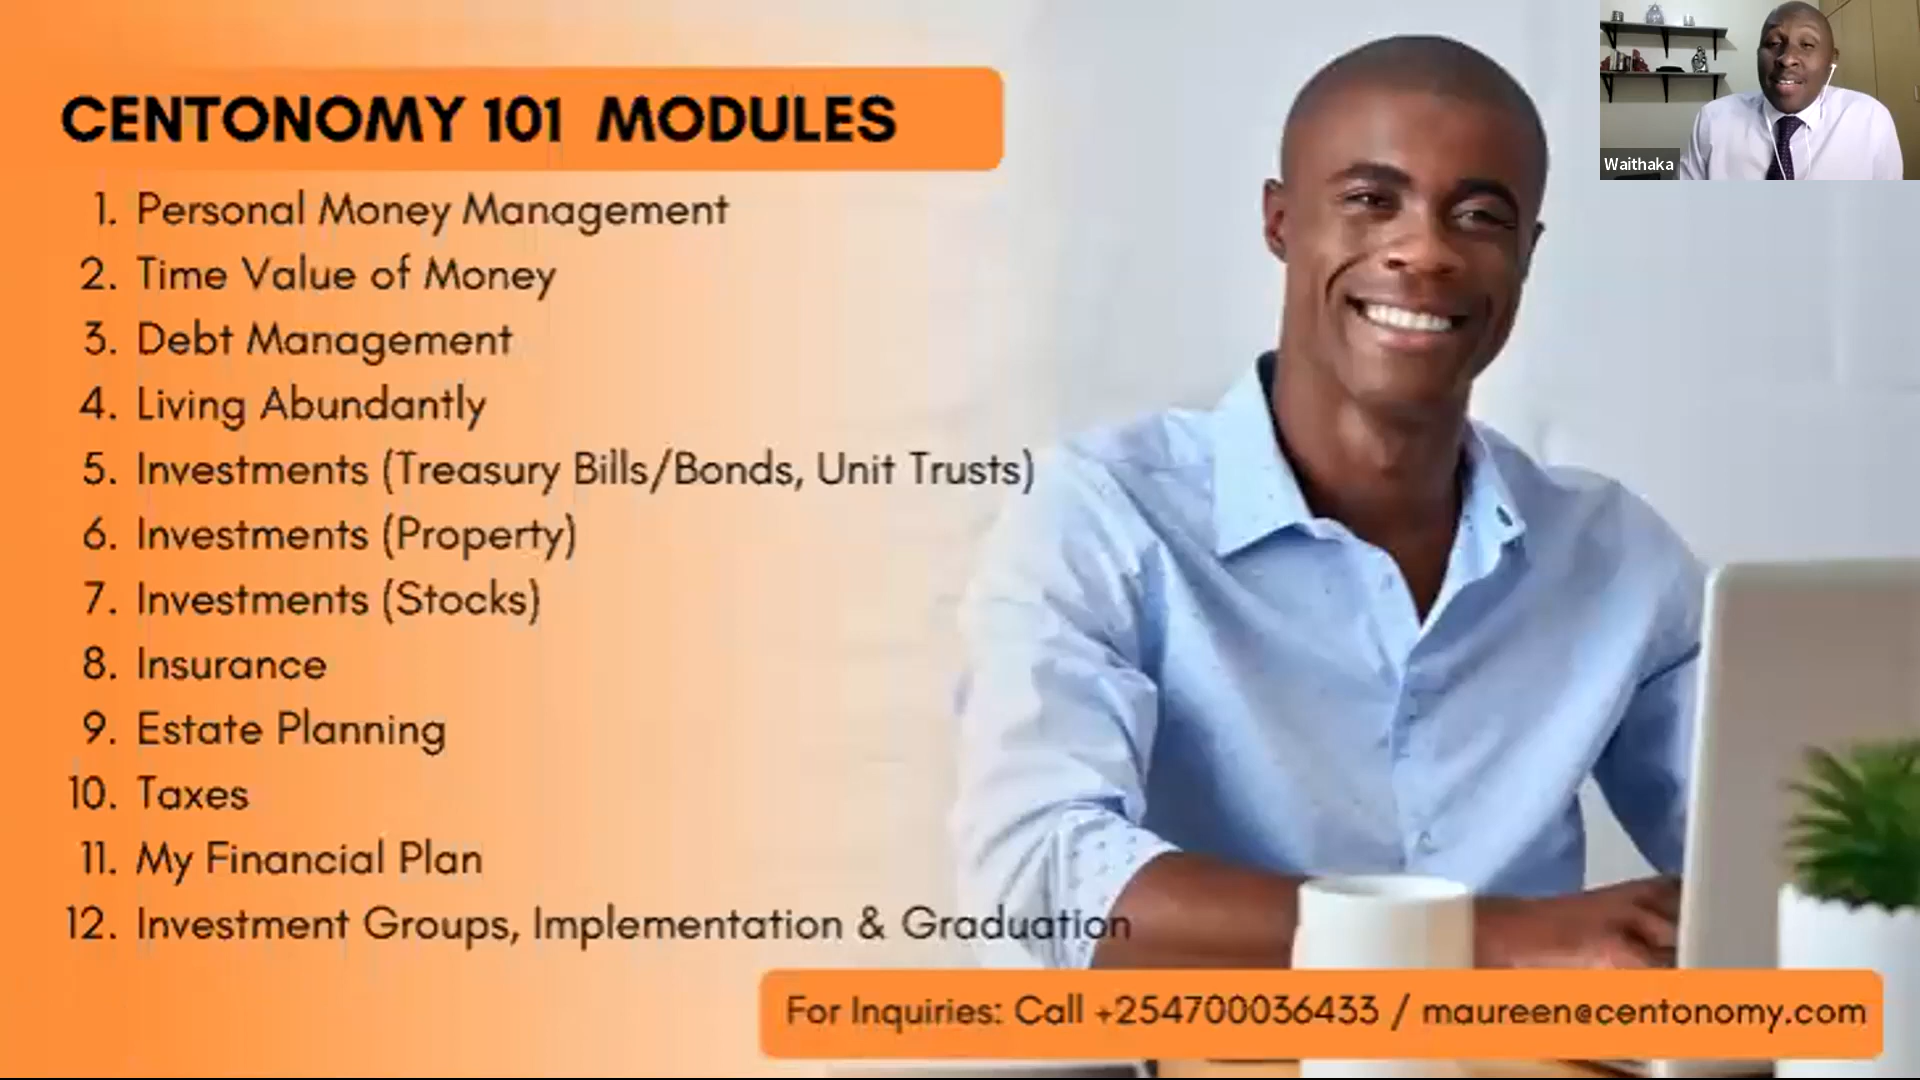 CENTONOMY 101 MODULES
1. Personal Money Management
2. Time Value of Money
3. Debt Management
4. Living Abundantly
5. Investments (Treasury Bills/Bonds, Unit Trusts)
6. Investments (Property)
7. Investments (Stocks)
8. Insurance
9. Estate Planning
10. Taxes
11. My Financial Plan
12. Investment Groups, Implementation & Graduation
For Inquiries: Call +254700036433 / maureen@centonomy.com
Waithaka